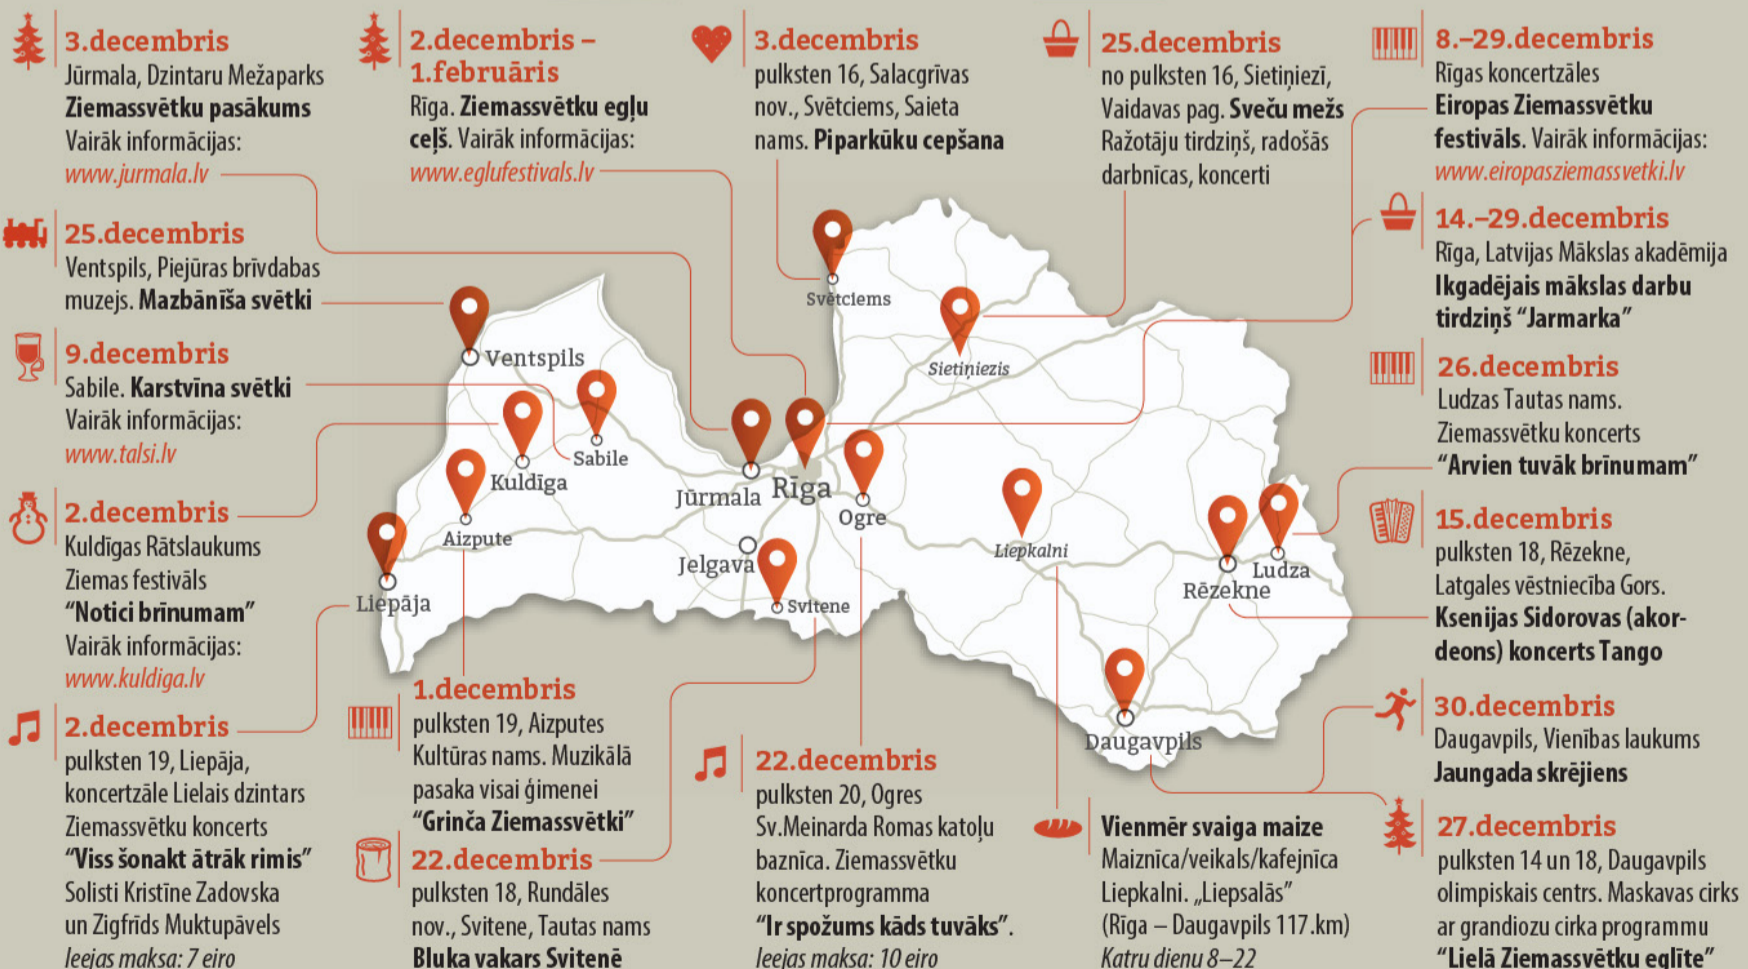 3.decembris
Jūrmala, Dzintaru Mežaparks
Ziemassvētku pasākums
Vairāk informācijas:
www.jurmala.lv
25.decembris
Ventspils, Piejūras brīvdabas
muzejs. Mazbānīša svētki
9.decembris
Sabile. Karstvīna svētki
Vairāk informācijas:
www.talsi.lv
2.decembris
Kuldīgas Rātslaukums
Ziemas festivāls
"Notici brīnumam"
Vairāk informācijas:
www.kuldiga.lv
2.decembris
pulksten 19, Liepāja,
koncertzāle Lielais dzintars
Ziemassvētku koncerts
"Viss šonakt ātrāk rimis"
Solisti Kristīne Zadovska
un Zigfrīds Muktupāvels
Ieejas maksa: 7 eiro
2.decembris –
1.februāris
Rīga. Ziemassvētku egļu
ceļš. Vairāk informācijas:
www.eglufestivals.lv
3.decembris
pulksten 16, Salacgrīvas
nov., Svētciems, Saieta
nams. Piparkūku cepšana
25.decembris
no pulksten 16, Sietiņiezī,
Vaidavas pag. Sveču mežs
Ražotāju tirdziņš, radošās
darbnīcas, koncerti
8.–29.decembris
Rīgas koncertzāles
Eiropas Ziemassvētku
festivāls. Vairāk informācijas:
www.eiropasziemassvetki.lv
14.–29.decembris
Rīga, Latvijas Mākslas akadēmija
Ikgadējais mākslas darbu
tirdziņš "Jarmarka"
26.decembris
Ludzas Tautas nams.
Ziemassvētku koncerts
"Arvien tuvāk brīnumam"
15.decembris
pulksten 18, Rēzekne,
Latgales vēstniecība Gors.
Ksenijas Sidorovas (akor-
deons) koncerts Tango
30.decembris
Daugavpils, Vienības laukums
Jaungada skrējiens
27.decembris
pulksten 14 un 18, Daugavpils
olimpiskais centrs. Maskavas cirks
ar grandiozu cirka programmu
"Lielā Ziemassvētku eglīte"
Svētciems
Ventspils
Sietiņiezis
Sabile
Kuldīga
Jūrmala
Rīga
Ogre
Aizpute
Liepkalni
Jelgava
Ludza
Rēzekne
Liepāja
Svitene
Daugavpils
1.decembris
pulksten 19, Aizputes
Kultūras nams. Muzikālā
pasaka visai ģimenei
"Grinča Ziemassvētki"
22.decembris
pulksten 18, Rundāles
nov., Svitene, Tautas nams
Bluka vakars Svitenē
22.decembris
pulksten 20, Ogres
Sv.Meinarda Romas katoļu
baznīca. Ziemassvētku
koncertprogramma
"Ir spožums kāds tuvāks".
Ieejas maksa: 10 eiro
Vienmēr svaiga maize
Maiznīca/veikals/kafejnīca
Liepkalni. „Liepsalās"
(Rīga – Daugavpils 117.km)
Katru dienu 8–22